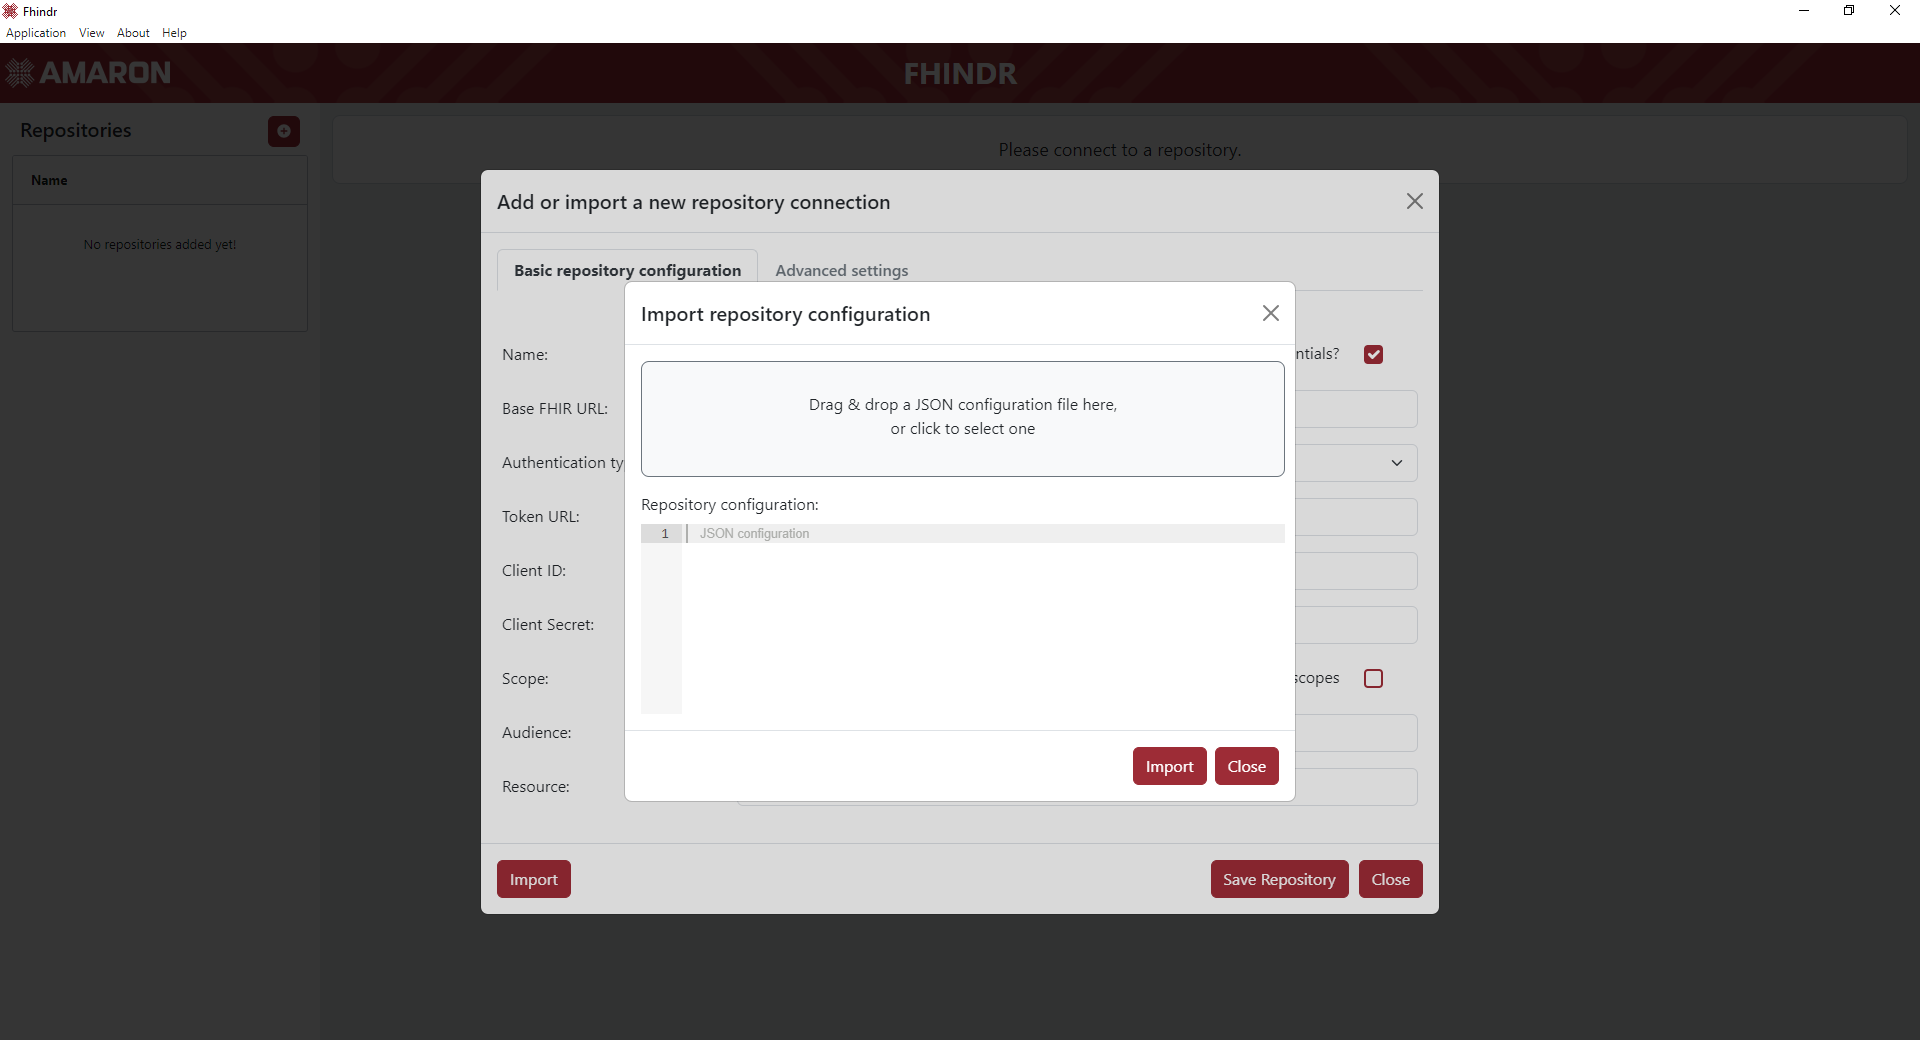 Fhindr
Application View About Help
AMARON
FHINDR
Repositories
Name
No repositories added yet!
Please connect to a repository.
Add or import a new repository connection
Basic repository configuration
Advanced settings
Name:
ntials?
Base FHIR URL:
Authentication ty
Token URL:
Client ID:
Client Secret:
Scope:
scopes
Audience:
Resource:
Import repository configuration
Drag & drop a JSON configuration file here,
or click to select one
Repository configuration:
1 JSON configuration
Import
Close
Import
Save Repository
Close